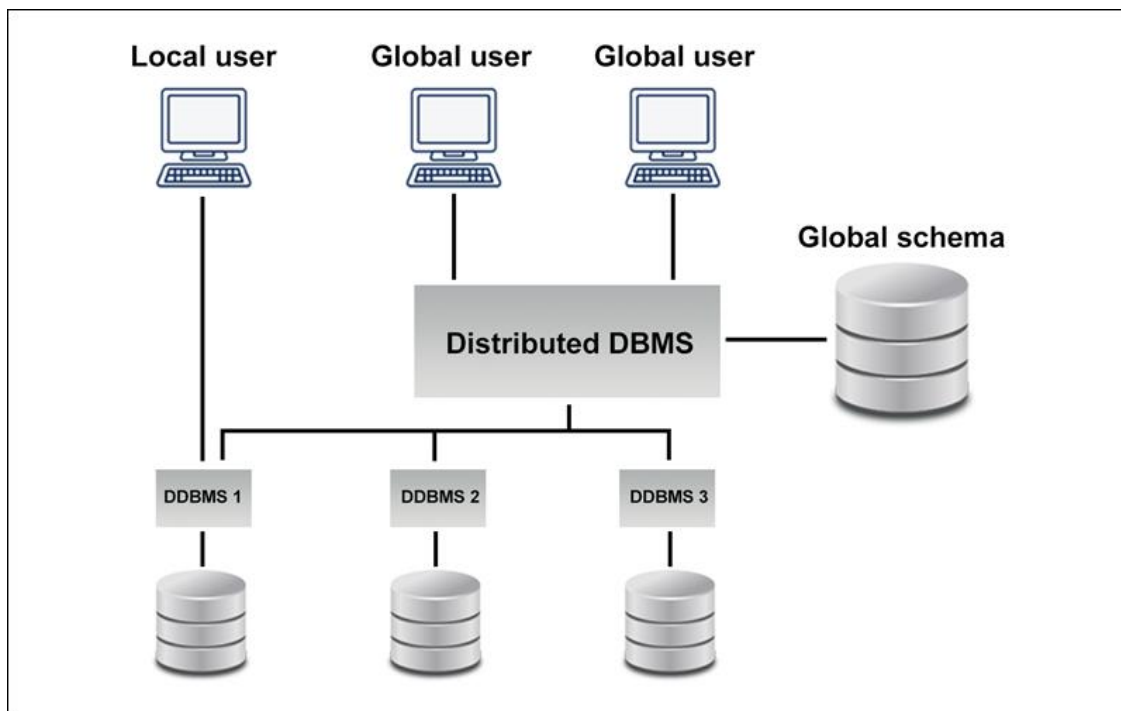 Local user
Global user
Global user
Global schema
Distributed DBMS
DDBMS 1
DDBMS 2
DDBMS 3